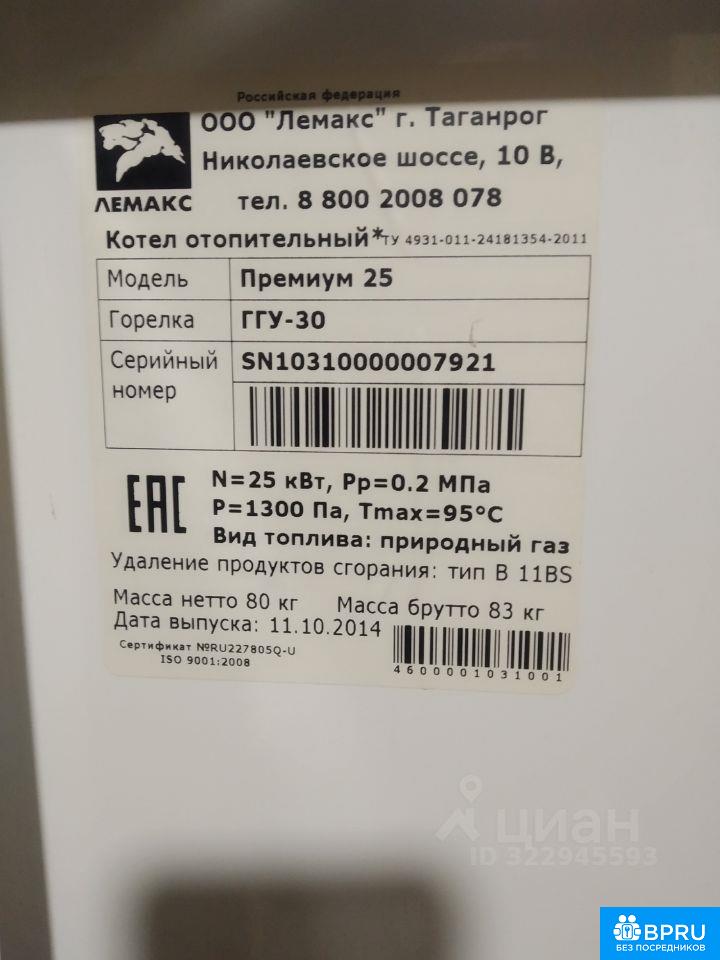 Российская федерация
ООО "Лемакс" г. Таганрог
Николаевское шоссе, 10 В,
ЛЕМАКС
тел. 8 800 2008 078
Котел отопительный*ТУ 4931-011-24181354-2011
Модель Премиум 25
Горелка ГГУ-30
Серийный номер SN10310000007921
EAC
N=25 кВт, Рр=0.2 МПа
Р=1300 Па, Tmax=95°C
Вид топлива: природный газ
Удаление продуктов сгорания: тип В 11BS
Масса нетто 80 кг Масса брутто 83 кг
Дата выпуска: 11.10.2014
Сертификат №RU227805Q-U
ISO 9001:2008
4600001031001
циан
ID 322945593
BPRU
БЕЗ ПОСРЕДНИКОВ